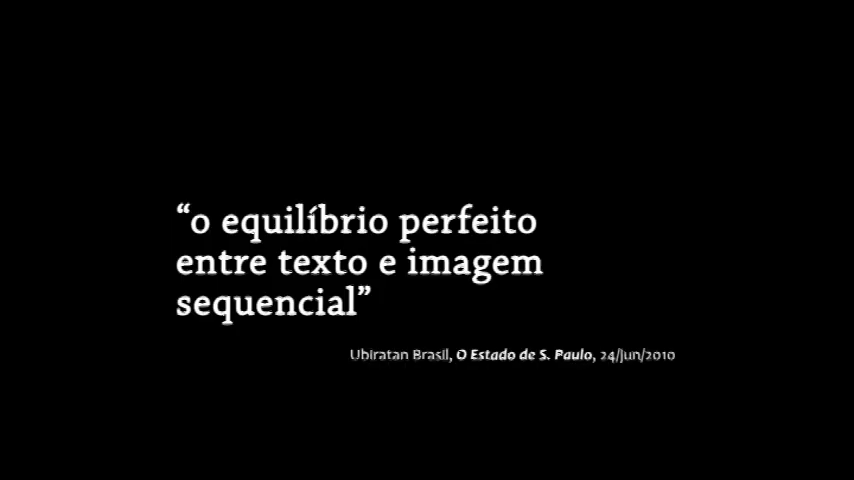 “o equilíbrio perfeito
entre texto e imagem
sequencial”
Ubiratan Brasil, O Estado de S. Paulo, 24/jun/2010